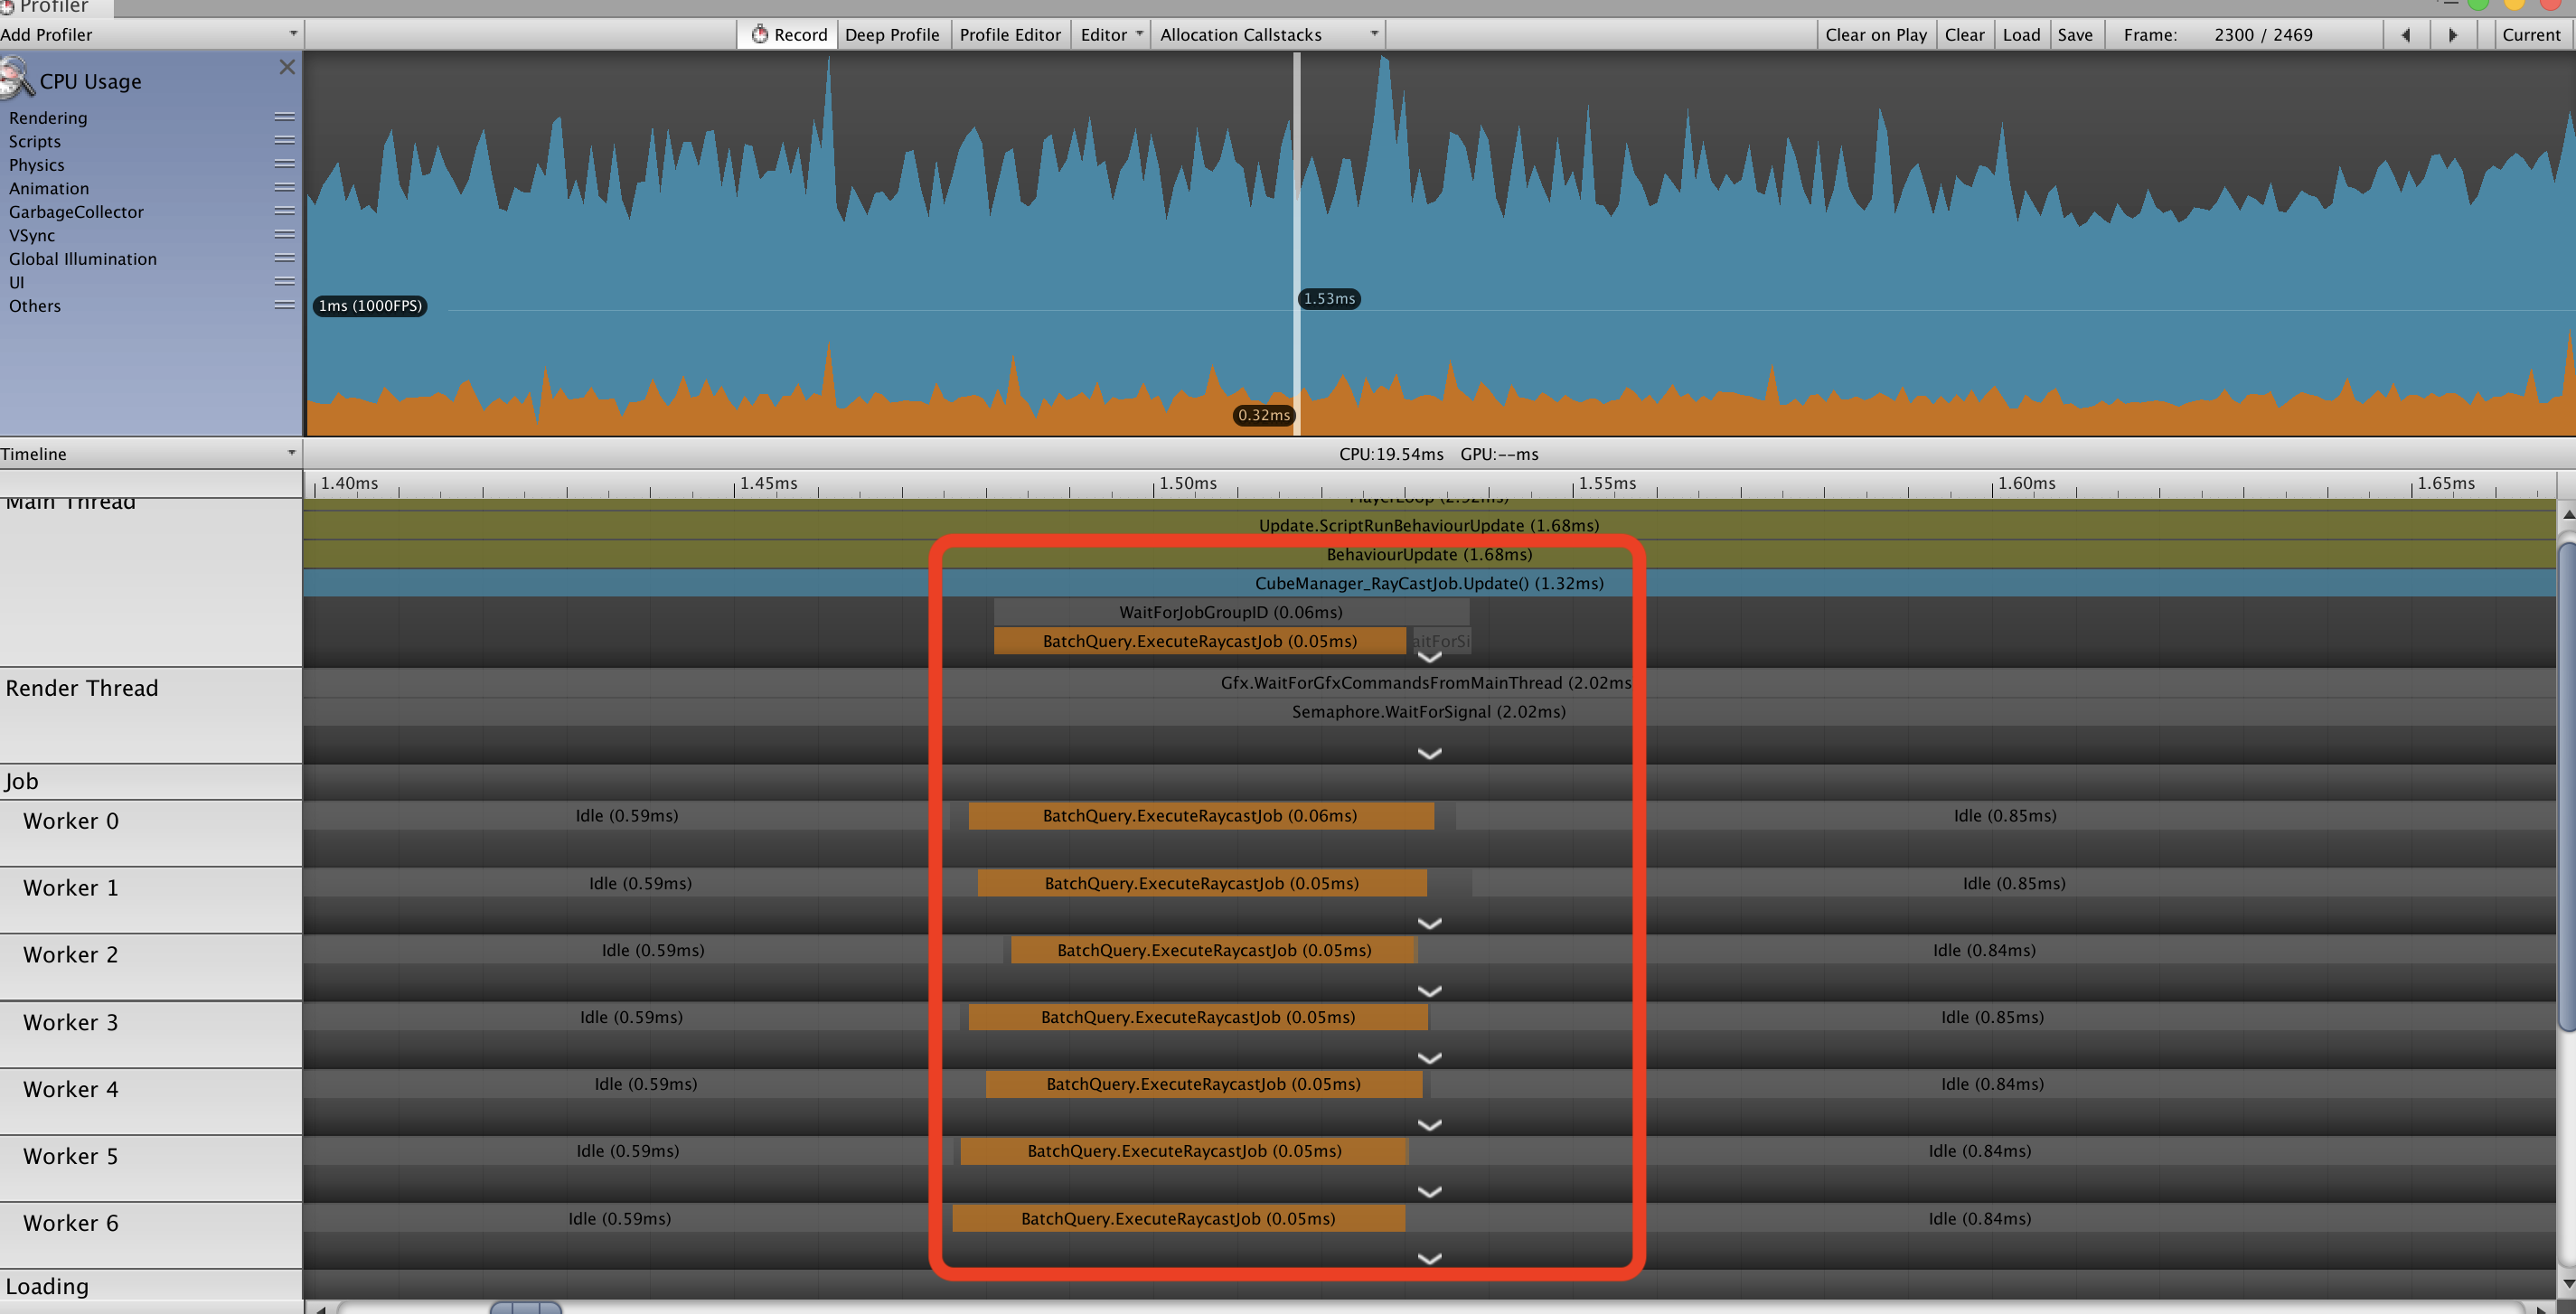 Profiler
Add Profiler
Record
Deep Profile
Profile Editor
Editor
Allocation Callstacks
Clear on Play
Clear
Load
Save
Frame: 2300 / 2469
Current
CPU Usage
Rendering
Scripts
Physics
Animation
GarbageCollector
VSync
Global Illumination
UI
Others
1ms (1000FPS)
1.53ms
0.32ms
Timeline
CPU:19.54ms GPU:--ms
1.40ms 1.45ms 1.50ms 1.55ms 1.60ms 1.65ms
Main Thread
PlayerLoop (2.92ms)
Update.ScriptRunBehaviourUpdate (1.68ms)
BehaviourUpdate (1.68ms)
CubeManager_RayCastJob.Update() (1.32ms)
WaitForJobGroupID (0.06ms)
BatchQuery.ExecuteRaycastJob (0.05ms) aitForSi
Render Thread
Gfx.WaitForGfxCommandsFromMainThread (2.02ms
Semaphore.WaitForSignal (2.02ms)
Job
Worker 0 Idle (0.59ms) BatchQuery.ExecuteRaycastJob (0.06ms) Idle (0.85ms)
Worker 1 Idle (0.59ms) BatchQuery.ExecuteRaycastJob (0.05ms) Idle (0.85ms)
Worker 2 Idle (0.59ms) BatchQuery.ExecuteRaycastJob (0.05ms) Idle (0.84ms)
Worker 3 Idle (0.59ms) BatchQuery.ExecuteRaycastJob (0.05ms) Idle (0.85ms)
Worker 4 Idle (0.59ms) BatchQuery.ExecuteRaycastJob (0.05ms) Idle (0.84ms)
Worker 5 Idle (0.59ms) BatchQuery.ExecuteRaycastJob (0.05ms) Idle (0.84ms)
Worker 6 Idle (0.59ms) BatchQuery.ExecuteRaycastJob (0.05ms) Idle (0.84ms)
Loading